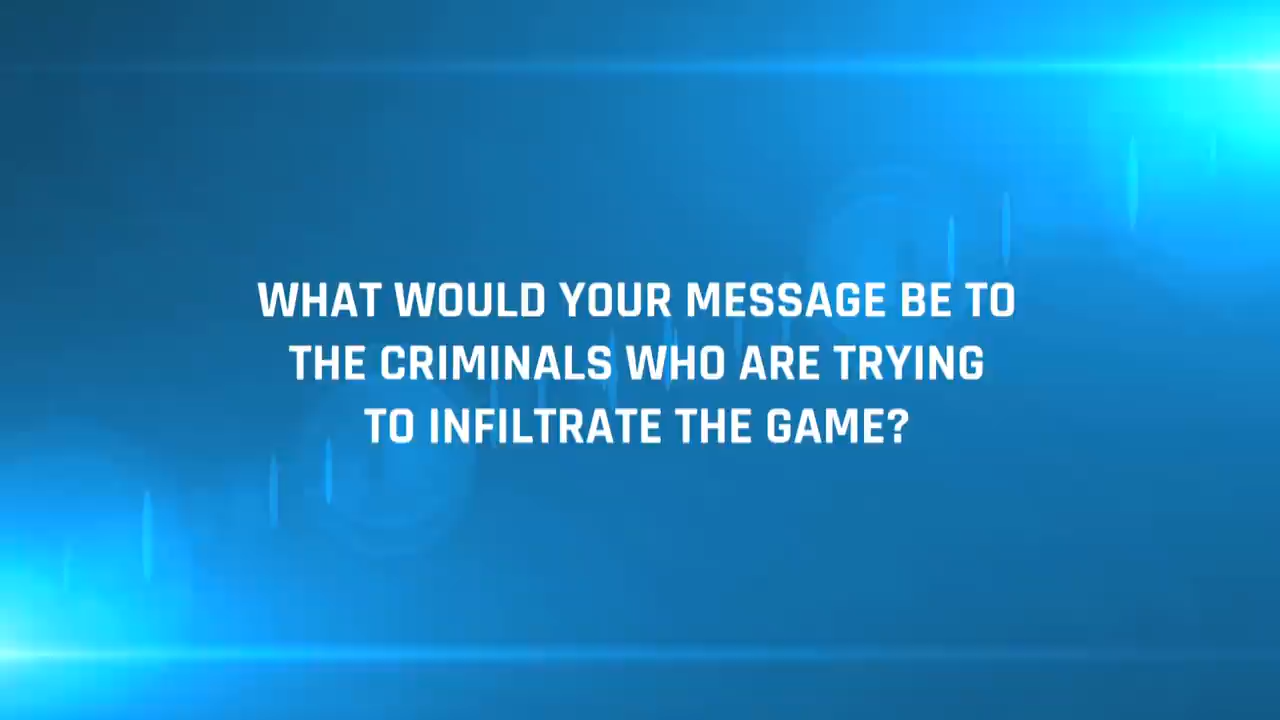 WHAT WOULD YOUR MESSAGE BE TO
THE CRIMINALS WHO ARE TRYING
TO INFILTRATE THE GAME?